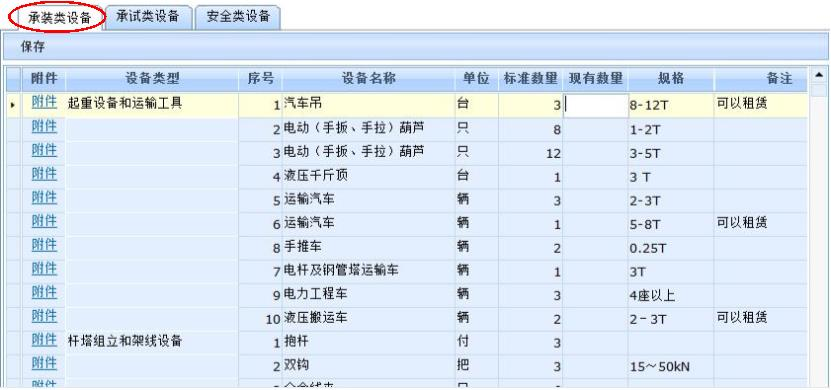 承装类设备 承试类设备 安全类设备
保存
附件 设备类型 序号 设备名称 单位 标准数量 现有数量 规格 备注
附件 起重设备和运输工具 1 汽车吊 台 3 8-12T 可以租赁
附件 2 电动（手扳、手拉）葫芦 只 8 1-2T
附件 3 电动（手扳、手拉）葫芦 只 12 3-5T
附件 4 液压千斤顶 台 1 3 T
附件 5 运输汽车 辆 3 2-3T
附件 6 运输汽车 辆 1 5-8T 可以租赁
附件 8 手推车 辆 2 0.25T
附件 7 电杆及钢管塔运输车 辆 1 3T
附件 9 电力工程车 辆 3 4座以上
附件 10 液压搬运车 辆 2 2－3T 可以租赁
附件 杆塔组立和架线设备 1 抱杆 付 3
附件 2 双钩 把 3 15～50kN